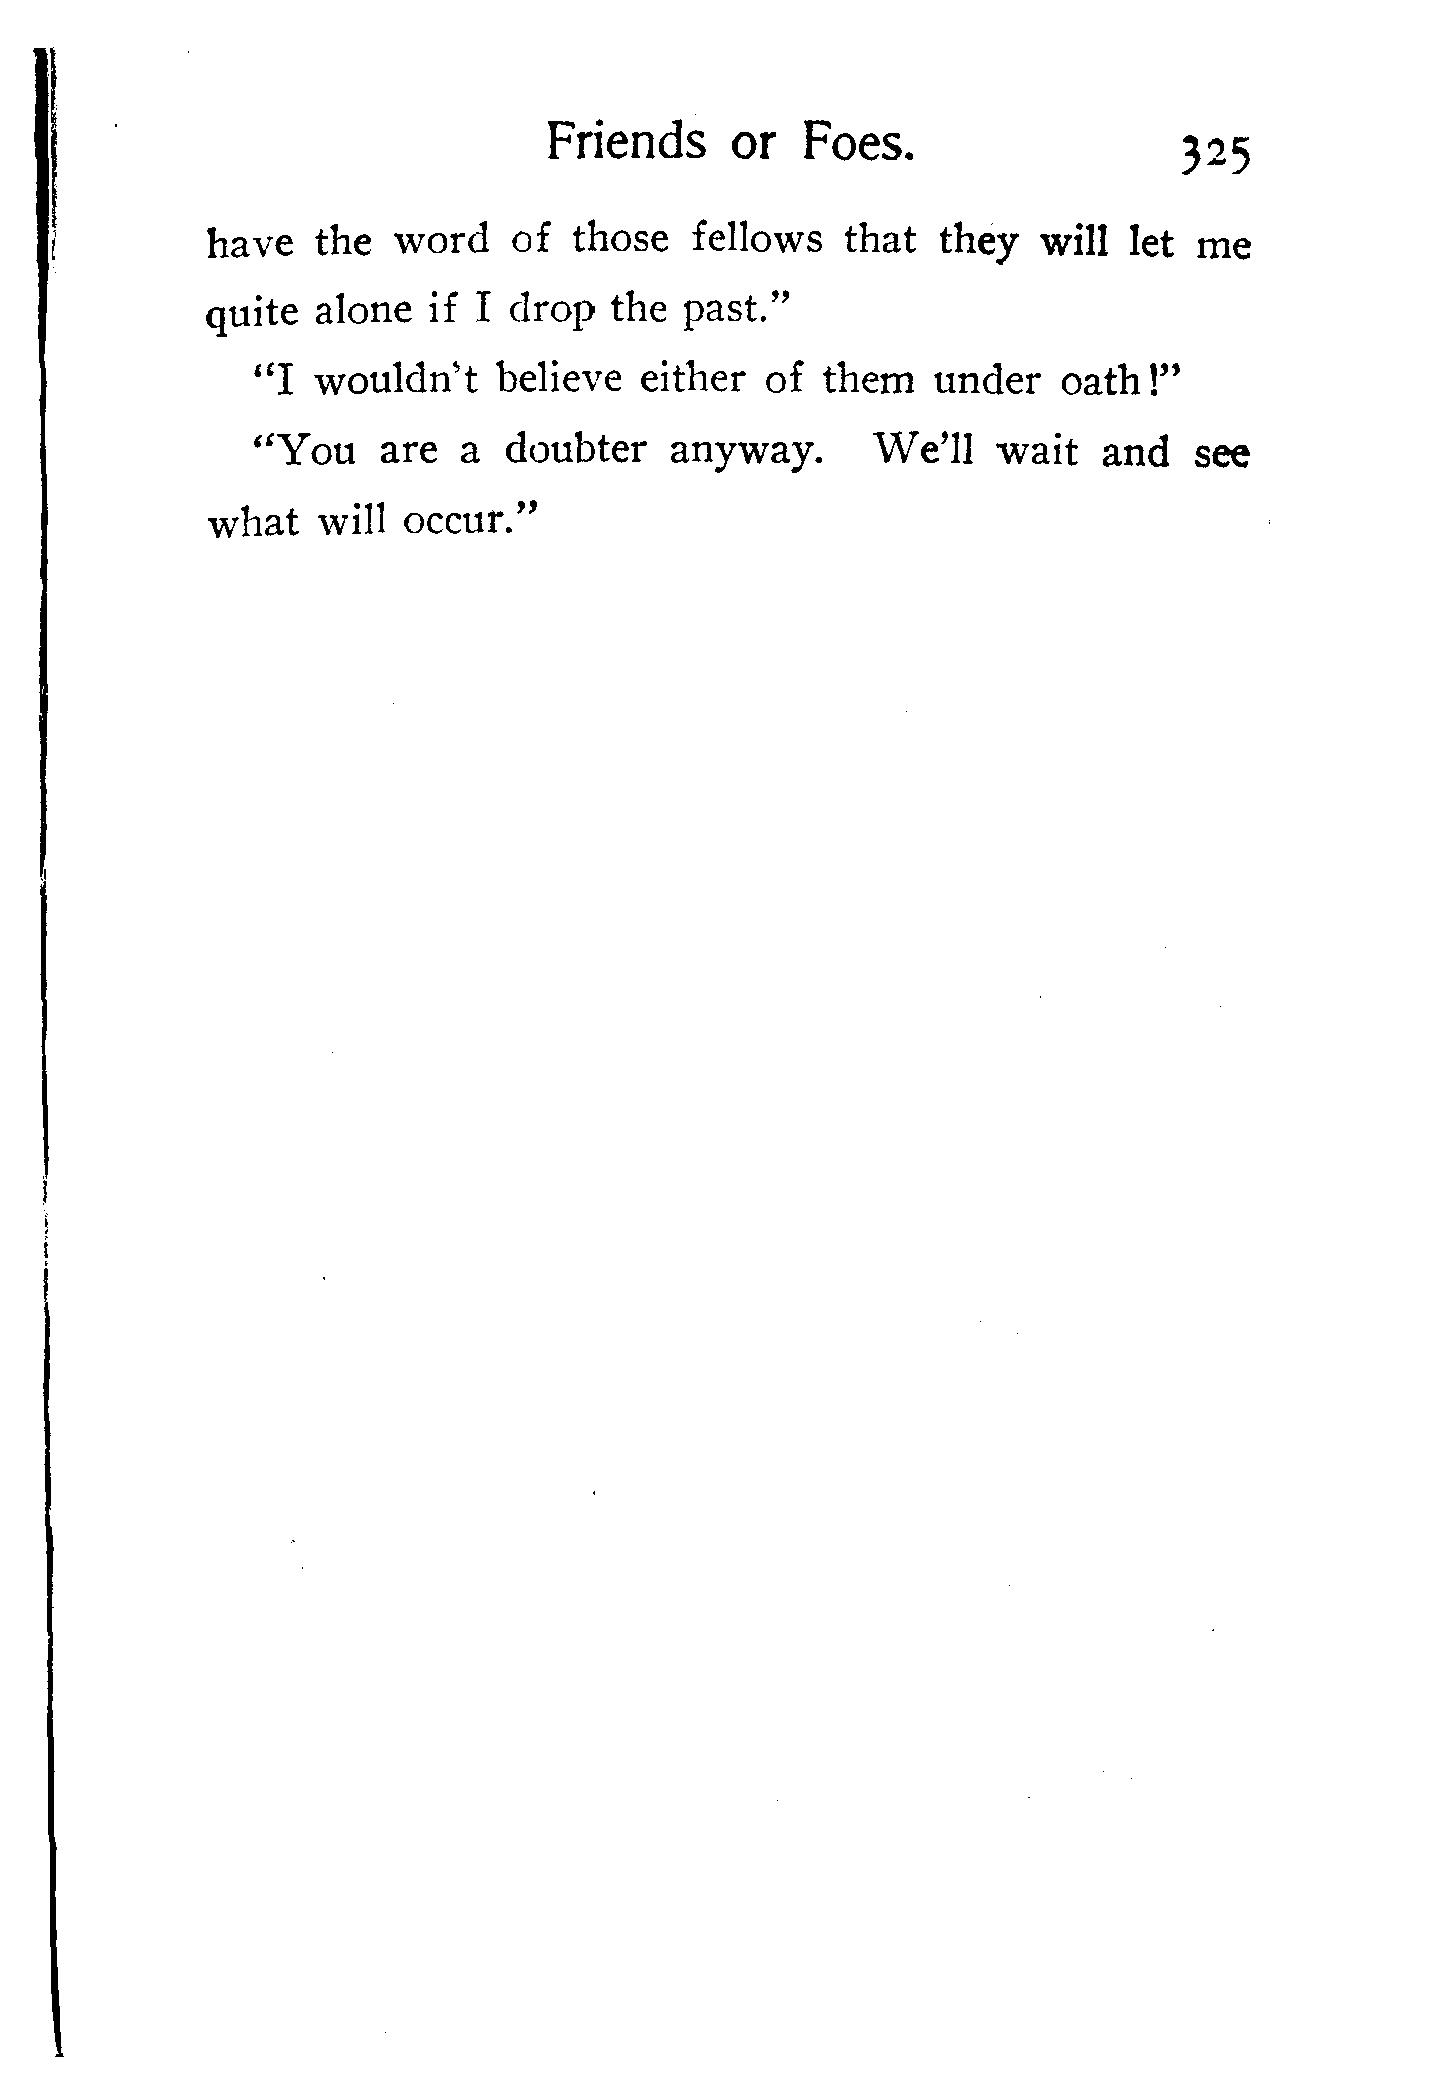 Friends or Foes. 325
have the word of those fellows that they will let me
quite alone if I drop the past."
"I wouldn't believe either of them under oath!"
"You are a doubter anyway. We'll wait and see
what will occur."